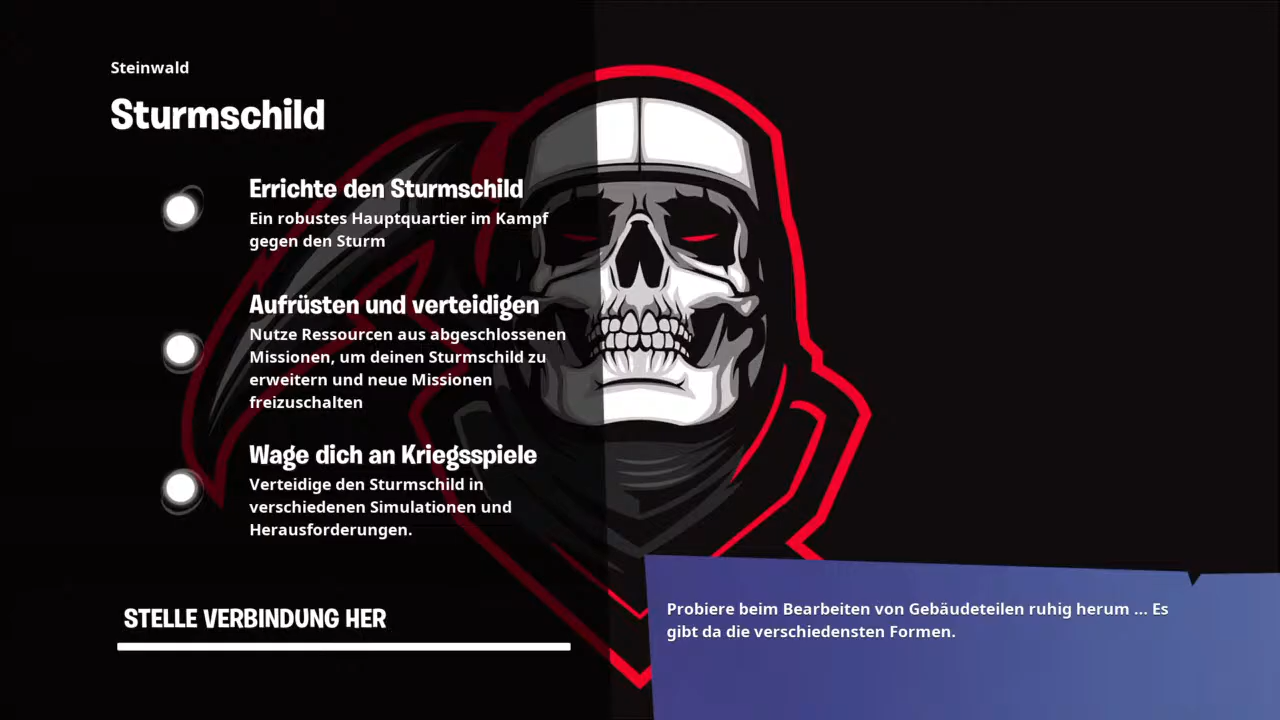 Steinwald
Sturmschild
Errichte den Sturmschild
Ein robustes Hauptquartier im Kampf
gegen den Sturm
Aufrüsten und verteidigen
Nutze Ressourcen aus abgeschlossenen
Missionen, um deinen Sturmschild zu
erweitern und neue Missionen
freizuschalten
Wage dich an Kriegsspiele
Verteidige den Sturmschild in
verschiedenen Simulationen und
Herausforderungen.
STELLE VERBINDUNG HER
Probiere beim Bearbeiten von Gebäudeteilen ruhig herum ... Es
gibt da die verschiedensten Formen.